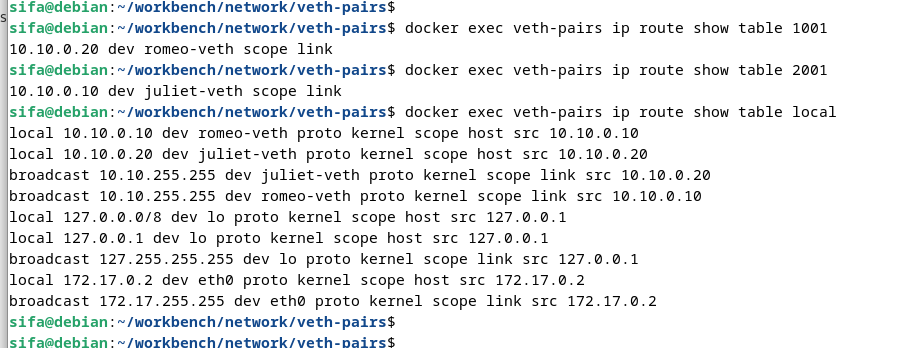 sifa@debian:~/workbench/network/veth-pairs$
sifa@debian:~/workbench/network/veth-pairs$ docker exec veth-pairs ip route show table 1001
10.10.0.20 dev romeo-veth scope link
sifa@debian:~/workbench/network/veth-pairs$ docker exec veth-pairs ip route show table 2001
10.10.0.10 dev juliet-veth scope link
sifa@debian:~/workbench/network/veth-pairs$ docker exec veth-pairs ip route show table local
local 10.10.0.10 dev romeo-veth proto kernel scope host src 10.10.0.10
local 10.10.0.20 dev juliet-veth proto kernel scope host src 10.10.0.20
broadcast 10.10.255.255 dev juliet-veth proto kernel scope link src 10.10.0.20
broadcast 10.10.255.255 dev romeo-veth proto kernel scope link src 10.10.0.10
local 127.0.0.0/8 dev lo proto kernel scope host src 127.0.0.1
local 127.0.0.1 dev lo proto kernel scope host src 127.0.0.1
broadcast 127.255.255.255 dev lo proto kernel scope link src 127.0.0.1
local 172.17.0.2 dev eth0 proto kernel scope host src 172.17.0.2
broadcast 172.17.255.255 dev eth0 proto kernel scope link src 172.17.0.2
sifa@debian:~/workbench/network/veth-pairs$
sifa@debian:~/workbench/network/veth-pairs$